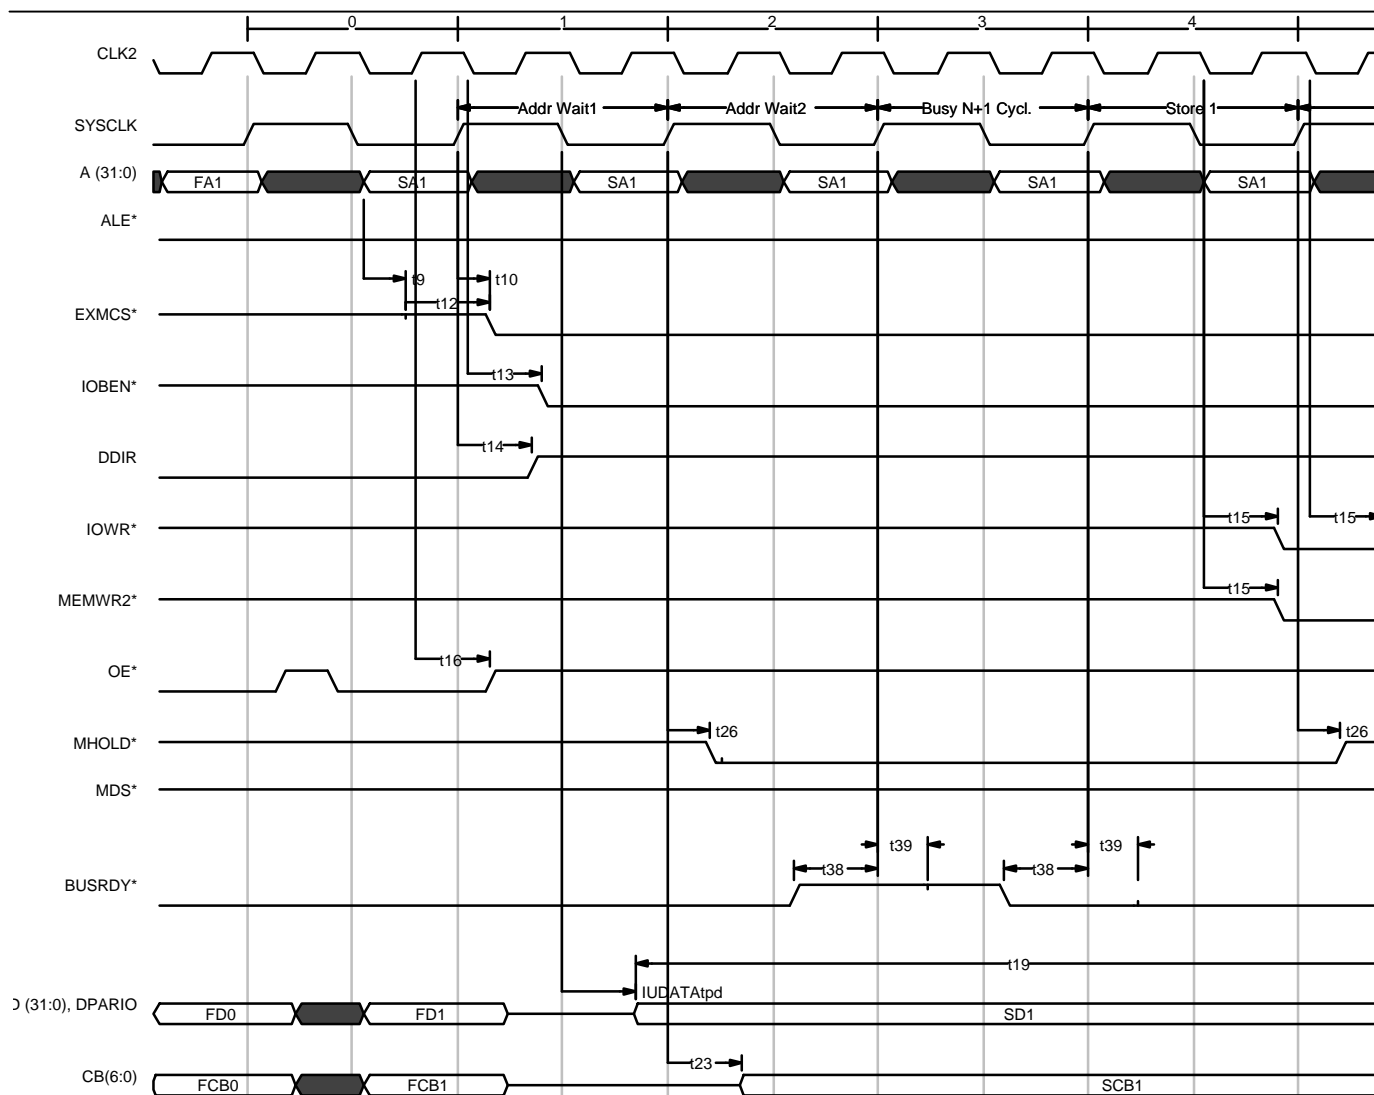 0 1 2 3 4
CLK2
Addr Wait1 Addr Wait2 Busy N+1 Cycl. Store 1
SYSCLK
A (31:0) FA1 SA1 SA1 SA1 SA1 SA1
ALE*
t9 t10
t12
EXMCS*
t13
IOBEN*
t14
DDIR
t15 t15
IOWR*
t15
MEMWR2*
t16
OE*
t26 t26
MHOLD*
MDS*
t39 t39
t38 t38
BUSRDY*
t19
IUDATAtpd
D (31:0), DPARIO FD0 FD1 SD1
t23
CB(6:0) FCB0 FCB1 SCB1